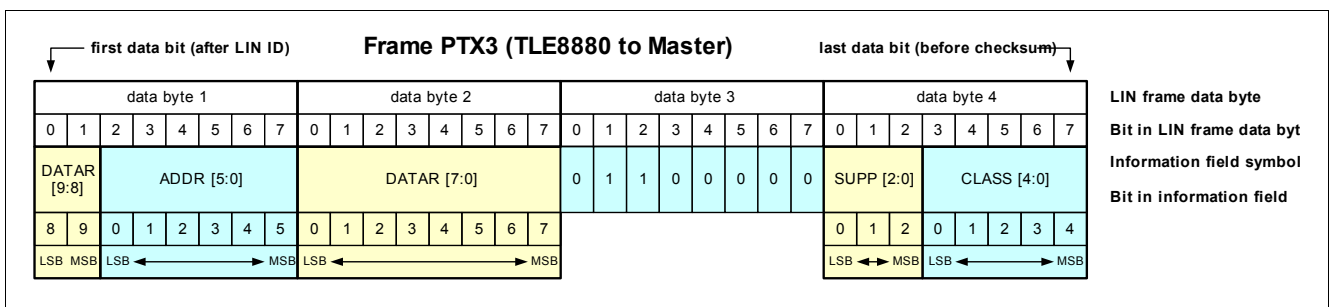 first data bit (after LIN ID) Frame PTX3 (TLE8880 to Master) last data bit (before checksum)
data byte 1 data byte 2 data byte 3 data byte 4 LIN frame data byte
0 1 2 3 4 5 6 7 0 1 2 3 4 5 6 7 0 1 2 3 4 5 6 7 0 1 2 3 4 5 6 7 Bit in LIN frame data byt
DATAR [9:8] ADDR [5:0] DATAR [7:0] 0 1 1 0 0 0 0 0 SUPP [2:0] CLASS [4:0] Information field symbol
Bit in information field
8 9 0 1 2 3 4 5 0 1 2 3 4 5 6 7 0 1 2 0 1 2 3 4
LSB MSB LSB MSB LSB MSB LSB MSB LSB MSB